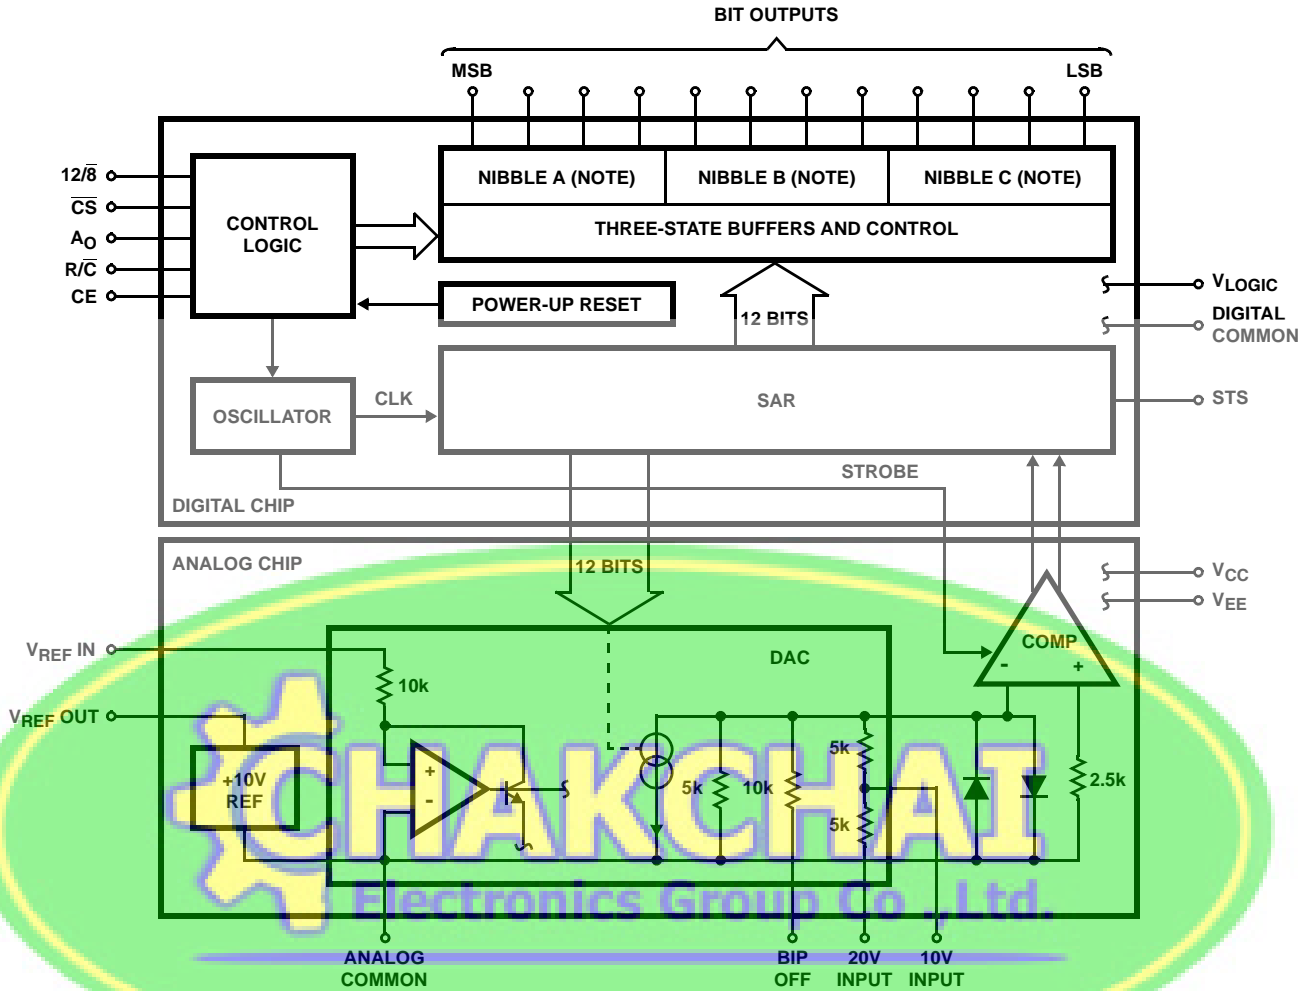 BIT OUTPUTS
MSB
LSB
12/8̅
C̅S̅
AO
R/C̅
CE
CONTROL
LOGIC
NIBBLE A (NOTE)
NIBBLE B (NOTE)
NIBBLE C (NOTE)
THREE-STATE BUFFERS AND CONTROL
POWER-UP RESET
12 BITS
VLOGIC
DIGITAL
COMMON
OSCILLATOR
CLK
SAR
STS
STROBE
DIGITAL CHIP
ANALOG CHIP
12 BITS
VCC
VEE
COMP
-
+
VREF IN
10k
DAC
VREF OUT
+10V
REF
+
-
5k
10k
5k
5k
2.5k
CHAKCHAI
Electronics Group Co .,Ltd.
ANALOG
COMMON
BIP
OFF
20V
INPUT
10V
INPUT